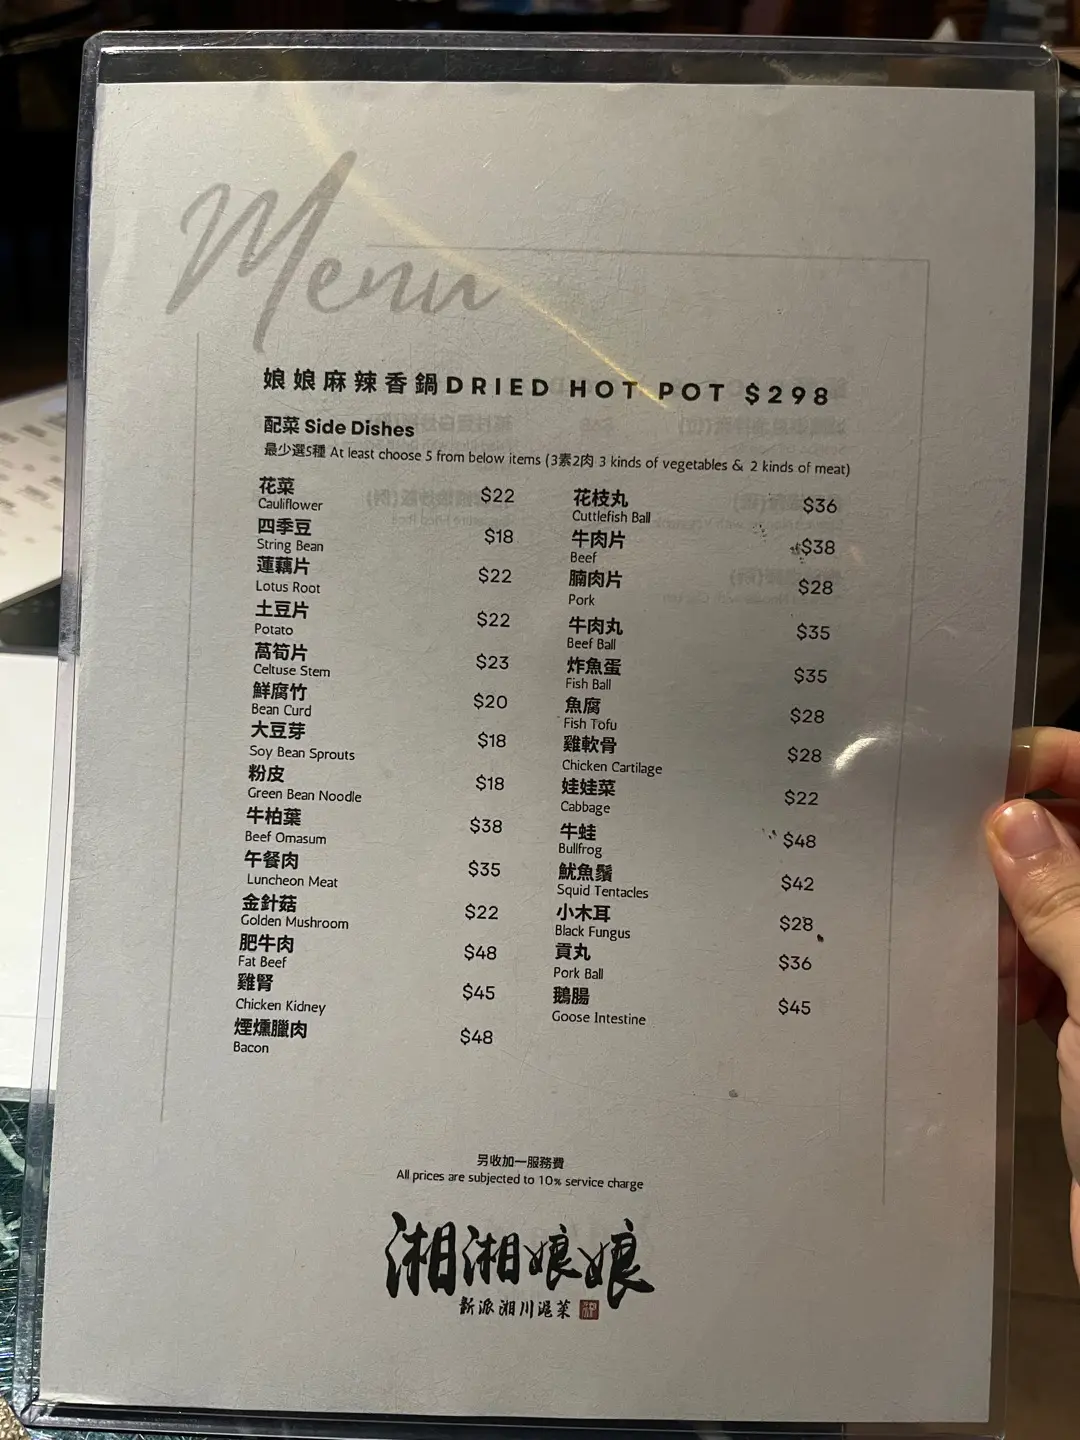 Menu
娘娘麻辣香鍋DRIED HOT POT $298
配菜 Side Dishes
最少選5種 At least choose 5 from below items (3素2肉 3 kinds of vegetables & 2 kinds of meat)
花菜 $22
Cauliflower
四季豆 $18
String Bean
蓮藕片 $22
Lotus Root
土豆片 $22
Potato
萵筍片 $23
Celtuse Stem
鮮腐竹 $20
Bean Curd
大豆芽 $18
Soy Bean Sprouts
粉皮 $18
Green Bean Noodle
牛柏葉 $38
Beef Omasum
午餐肉 $35
Luncheon Meat
金針菇 $22
Golden Mushroom
肥牛肉 $48
Fat Beef
雞腎 $45
Chicken Kidney
煙燻臘肉 $48
Bacon
花枝丸 $36
Cuttlefish Ball
牛肉片 $38
Beef
腩肉片 $28
Pork
牛肉丸 $35
Beef Ball
炸魚蛋 $35
Fish Ball
魚腐 $28
Fish Tofu
雞軟骨 $28
Chicken Cartilage
娃娃菜 $22
Cabbage
牛蛙 $48
Bullfrog
魷魚鬚 $42
Squid Tentacles
小木耳 $28
Black Fungus
貢丸 $36
Pork Ball
鵝腸 $45
Goose Intestine
另收加一服務費
All prices are subjected to 10% service charge
湘湘娘娘
新派湘川滬菜